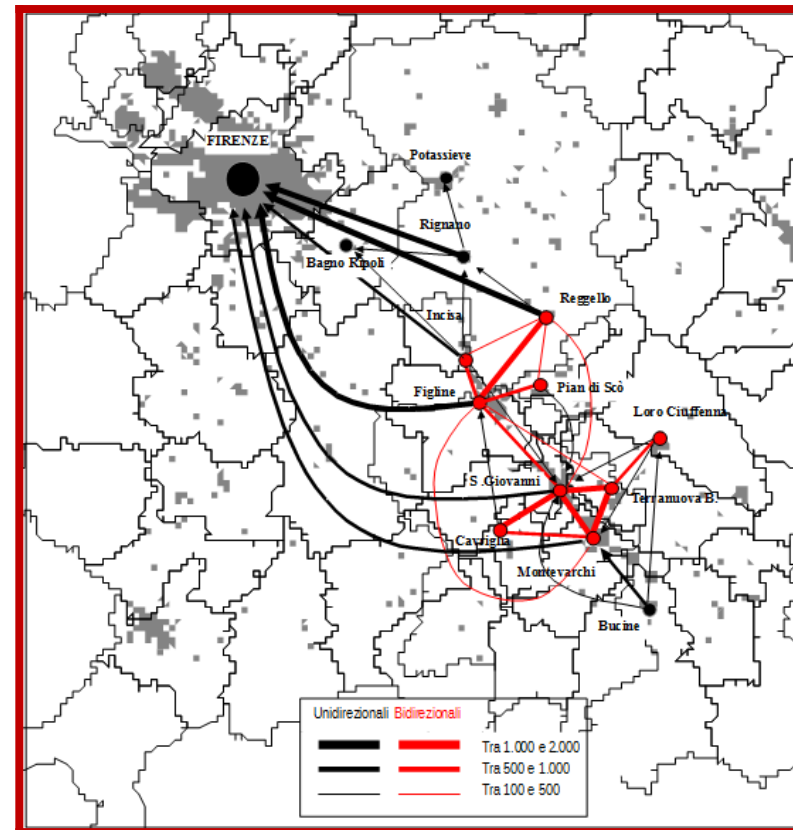 FIRENZE
Potassieve
Rignano
Bagno Ripoli
Reggello
Incisa
Pian di Scò
Figline
Loro Ciuffenna
S .Giovanni
Terranuova B.
Cavriglia
Montevarchi
Bucine
Unidirezionali Bidirezionali
Tra 1.000 e 2.000
Tra 500 e 1.000
Tra 100 e 500